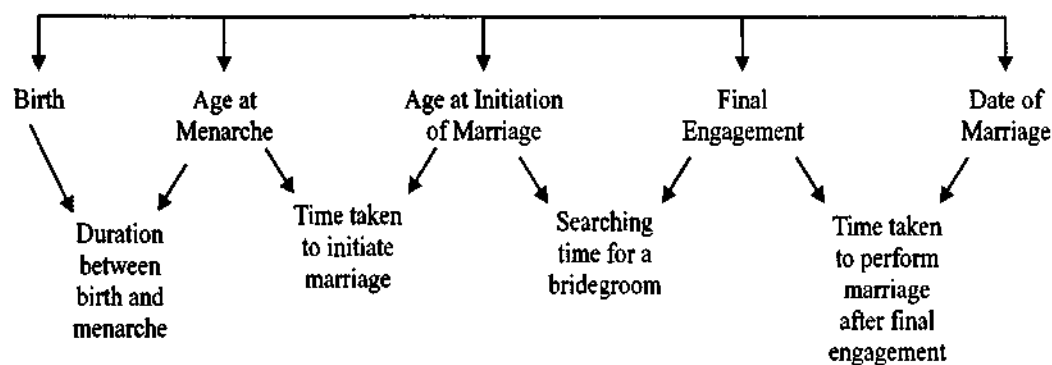 Birth
Age at
Menarche
Age at Initiation
of Marriage
Final
Engagement
Date of
Marriage
Duration
between
birth and
menarche
Time taken
to initiate
marriage
Searching
time for a
bridegroom
Time taken
to perform
marriage
after final
engagement